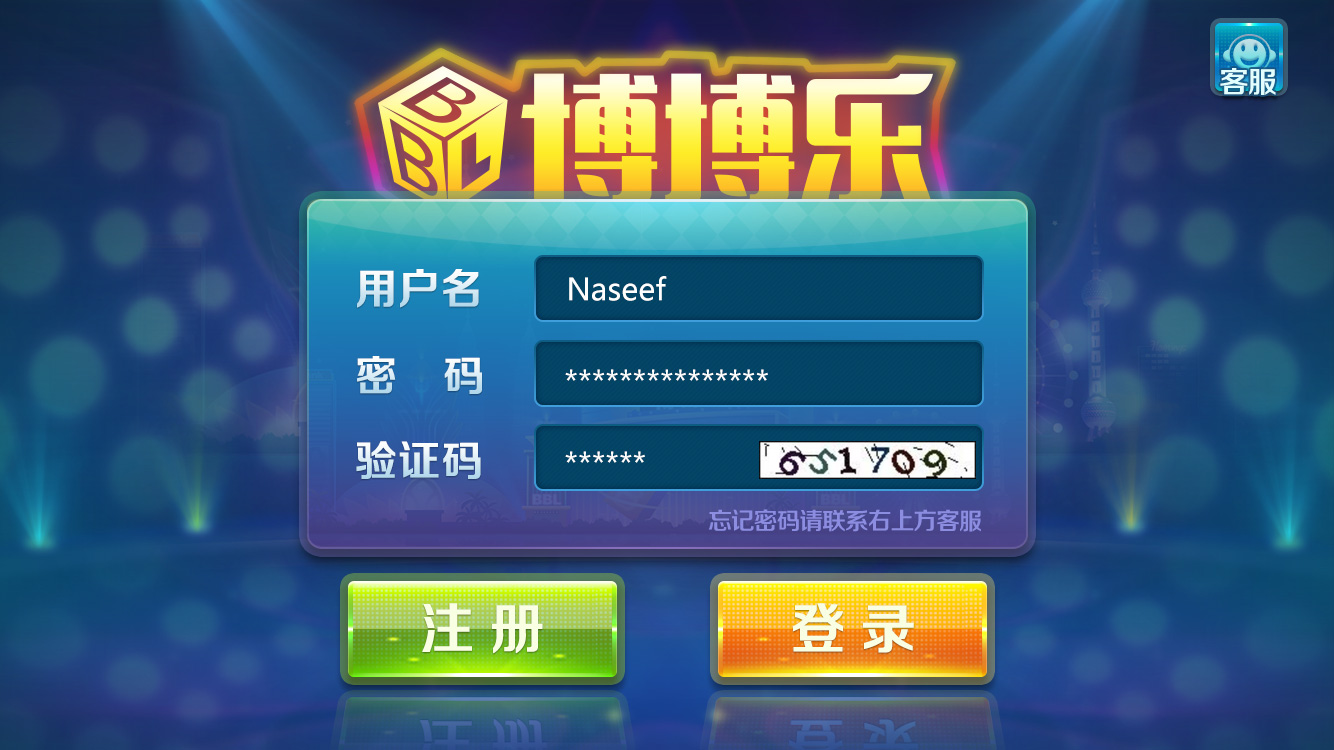 客服
BBL 博博乐
用户名 Naseef
密码 ***************
验证码 ****** 651709
忘记密码请联系右上方客服
注册
登录